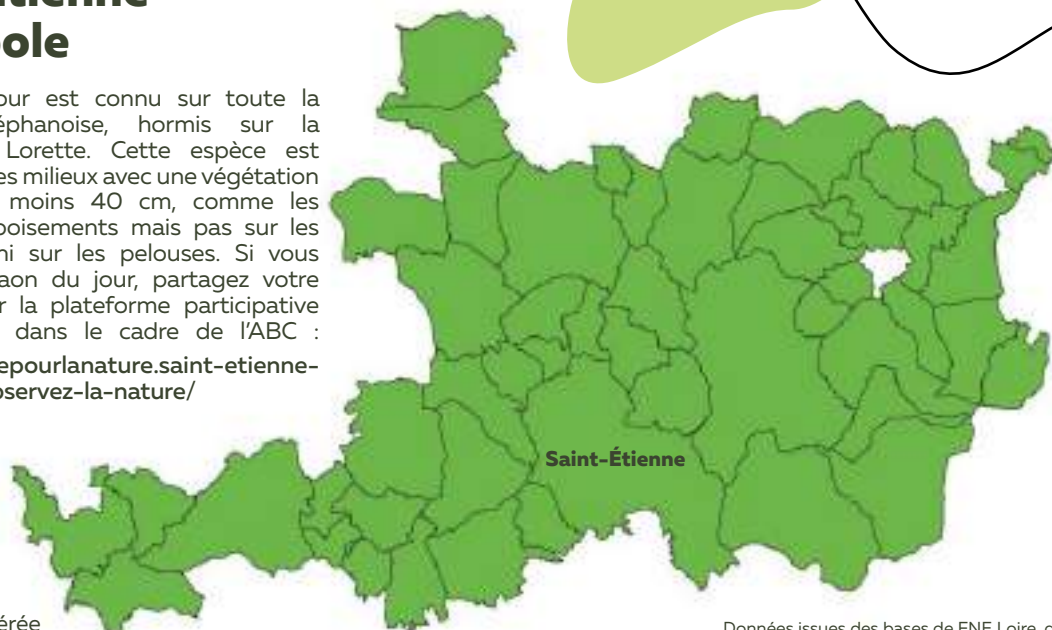 ole
our est connu sur toute la
éphanoise, hormis sur la
Lorette. Cette espèce est
es milieux avec une végétation
moins 40 cm, comme les
boisements mais pas sur les
ni sur les pelouses. Si vous
aon du jour, partagez votre
r la plateforme participative
dans le cadre de l'ABC :
epourlanature.saint-etienne-
bservez-la-nature/
Saint-Étienne
érée
Données issues des bases de FNE Loire,